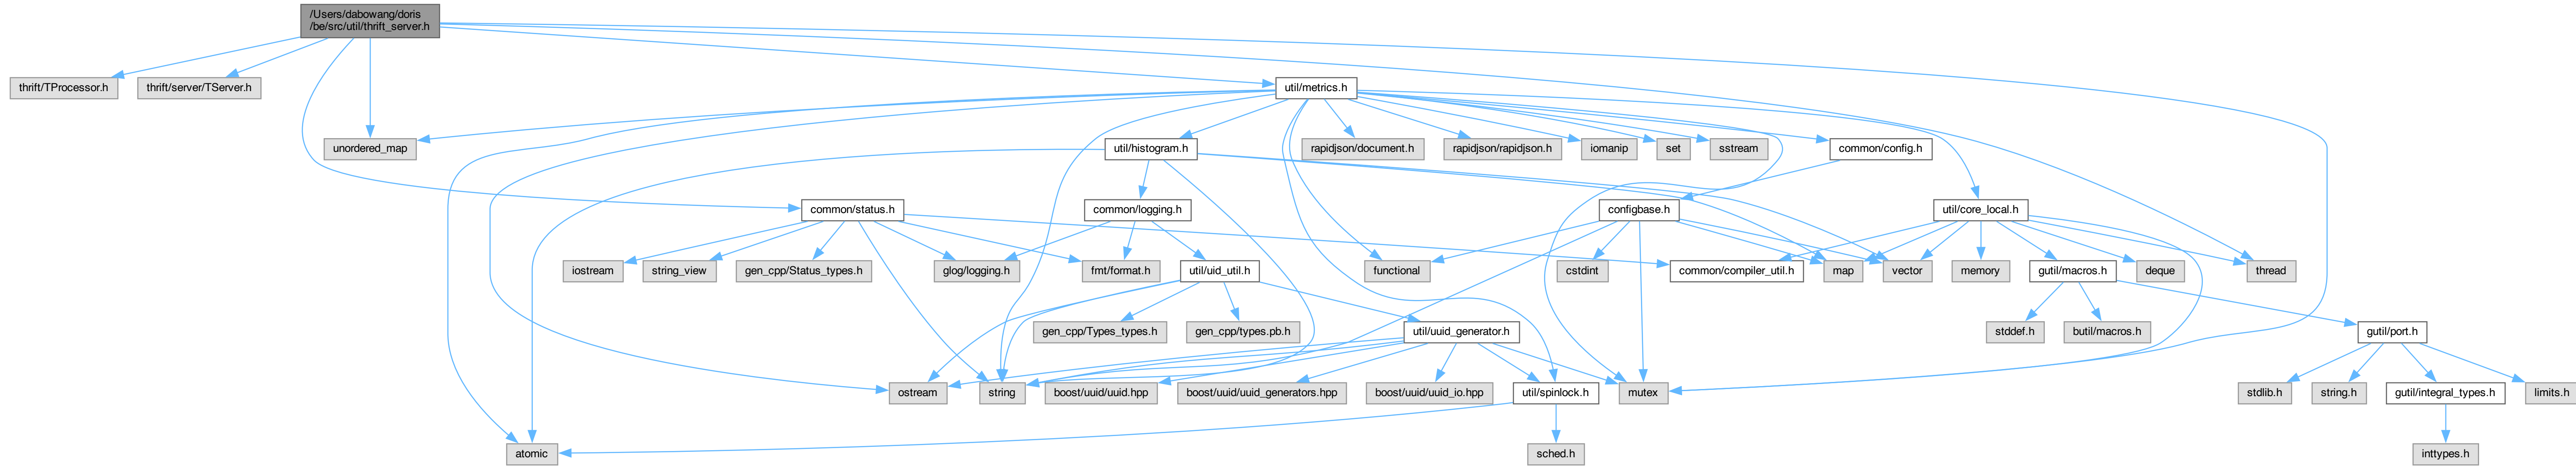 /Users/dabowang/doris
/be/src/util/thrift_server.h
thrift/TProcessor.h
thrift/server/TServer.h
util/metrics.h
unordered_map
util/histogram.h
rapidjson/document.h
rapidjson/rapidjson.h
iomanip
set
sstream
common/config.h
common/status.h
common/logging.h
configbase.h
util/core_local.h
iostream
string_view
gen_cpp/Status_types.h
glog/logging.h
fmt/format.h
util/uid_util.h
functional
cstdint
common/compiler_util.h
map
vector
memory
gutil/macros.h
deque
thread
gen_cpp/Types_types.h
gen_cpp/types.pb.h
util/uuid_generator.h
stddef.h
butil/macros.h
gutil/port.h
ostream
string
boost/uuid/uuid.hpp
boost/uuid/uuid_generators.hpp
boost/uuid/uuid_io.hpp
util/spinlock.h
mutex
stdlib.h
string.h
gutil/integral_types.h
limits.h
atomic
sched.h
inttypes.h